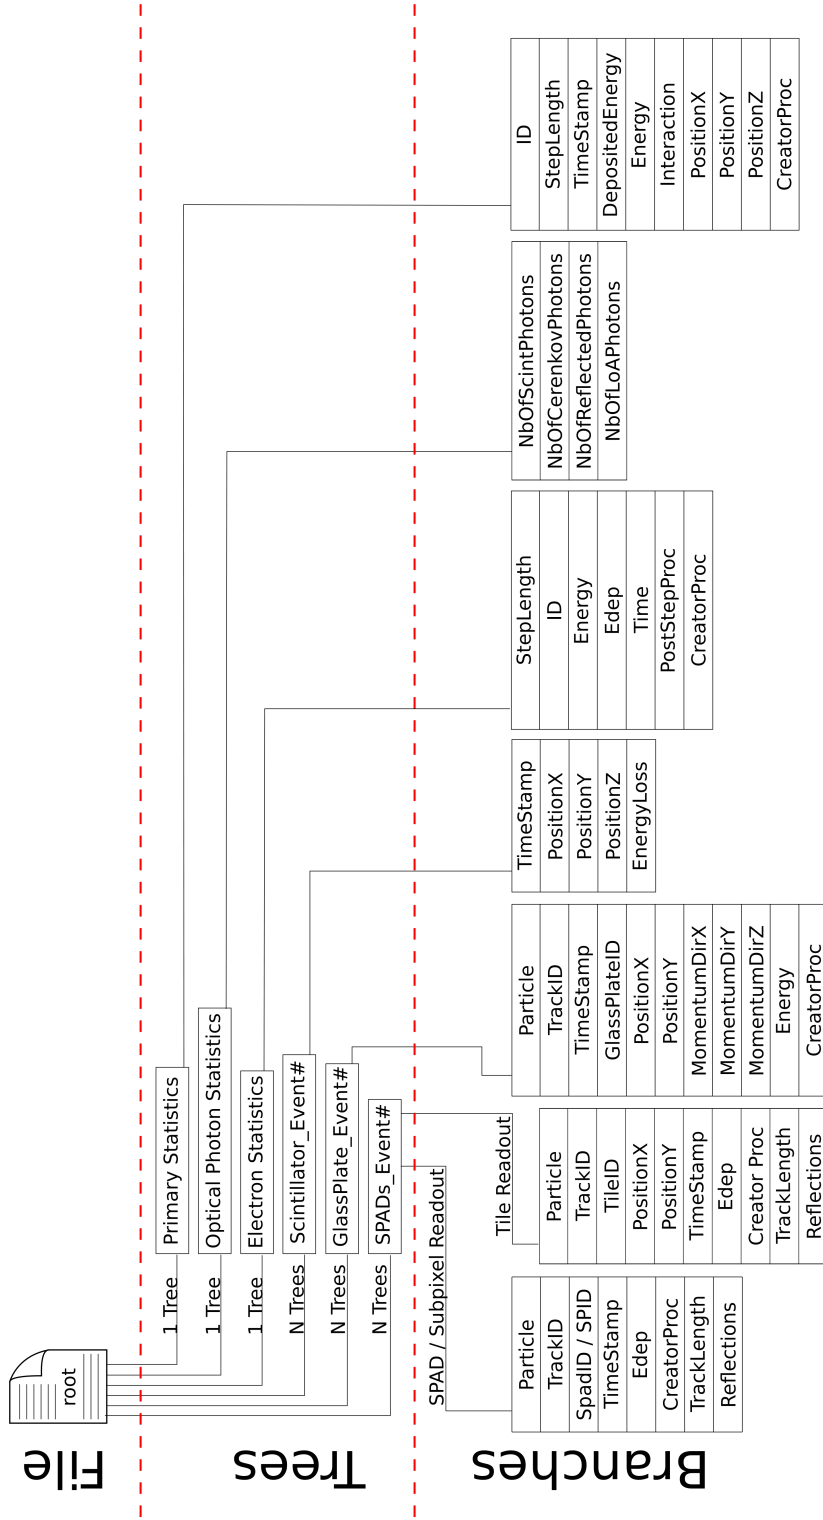 File
Trees
Branches
root
1 Tree
Primary Statistics
1 Tree
Optical Photon Statistics
1 Tree
Electron Statistics
N Trees
Scintillator_Event#
N Trees
GlassPlate_Event#
N Trees
SPADs_Event#
SPAD / Subpixel Readout
Tile Readout
Particle
TrackID
SpadID / SPID
TimeStamp
Edep
CreatorProc
TrackLength
Reflections
Particle
TrackID
TileID
PositionX
PositionY
TimeStamp
Edep
Creator Proc
TrackLength
Reflections
Particle
TrackID
TimeStamp
GlassPlateID
PositionX
PositionY
MomentumDirX
MomentumDirY
MomentumDirZ
Energy
CreatorProc
TimeStamp
PositionX
PositionY
PositionZ
EnergyLoss
StepLength
ID
Energy
Edep
Time
PostStepProc
CreatorProc
NbOfScintPhotons
NbOfCerenkovPhotons
NbOfReflectedPhotons
NbOfLoAPhotons
ID
StepLength
TimeStamp
DepositedEnergy
Energy
Interaction
PositionX
PositionY
PositionZ
CreatorProc